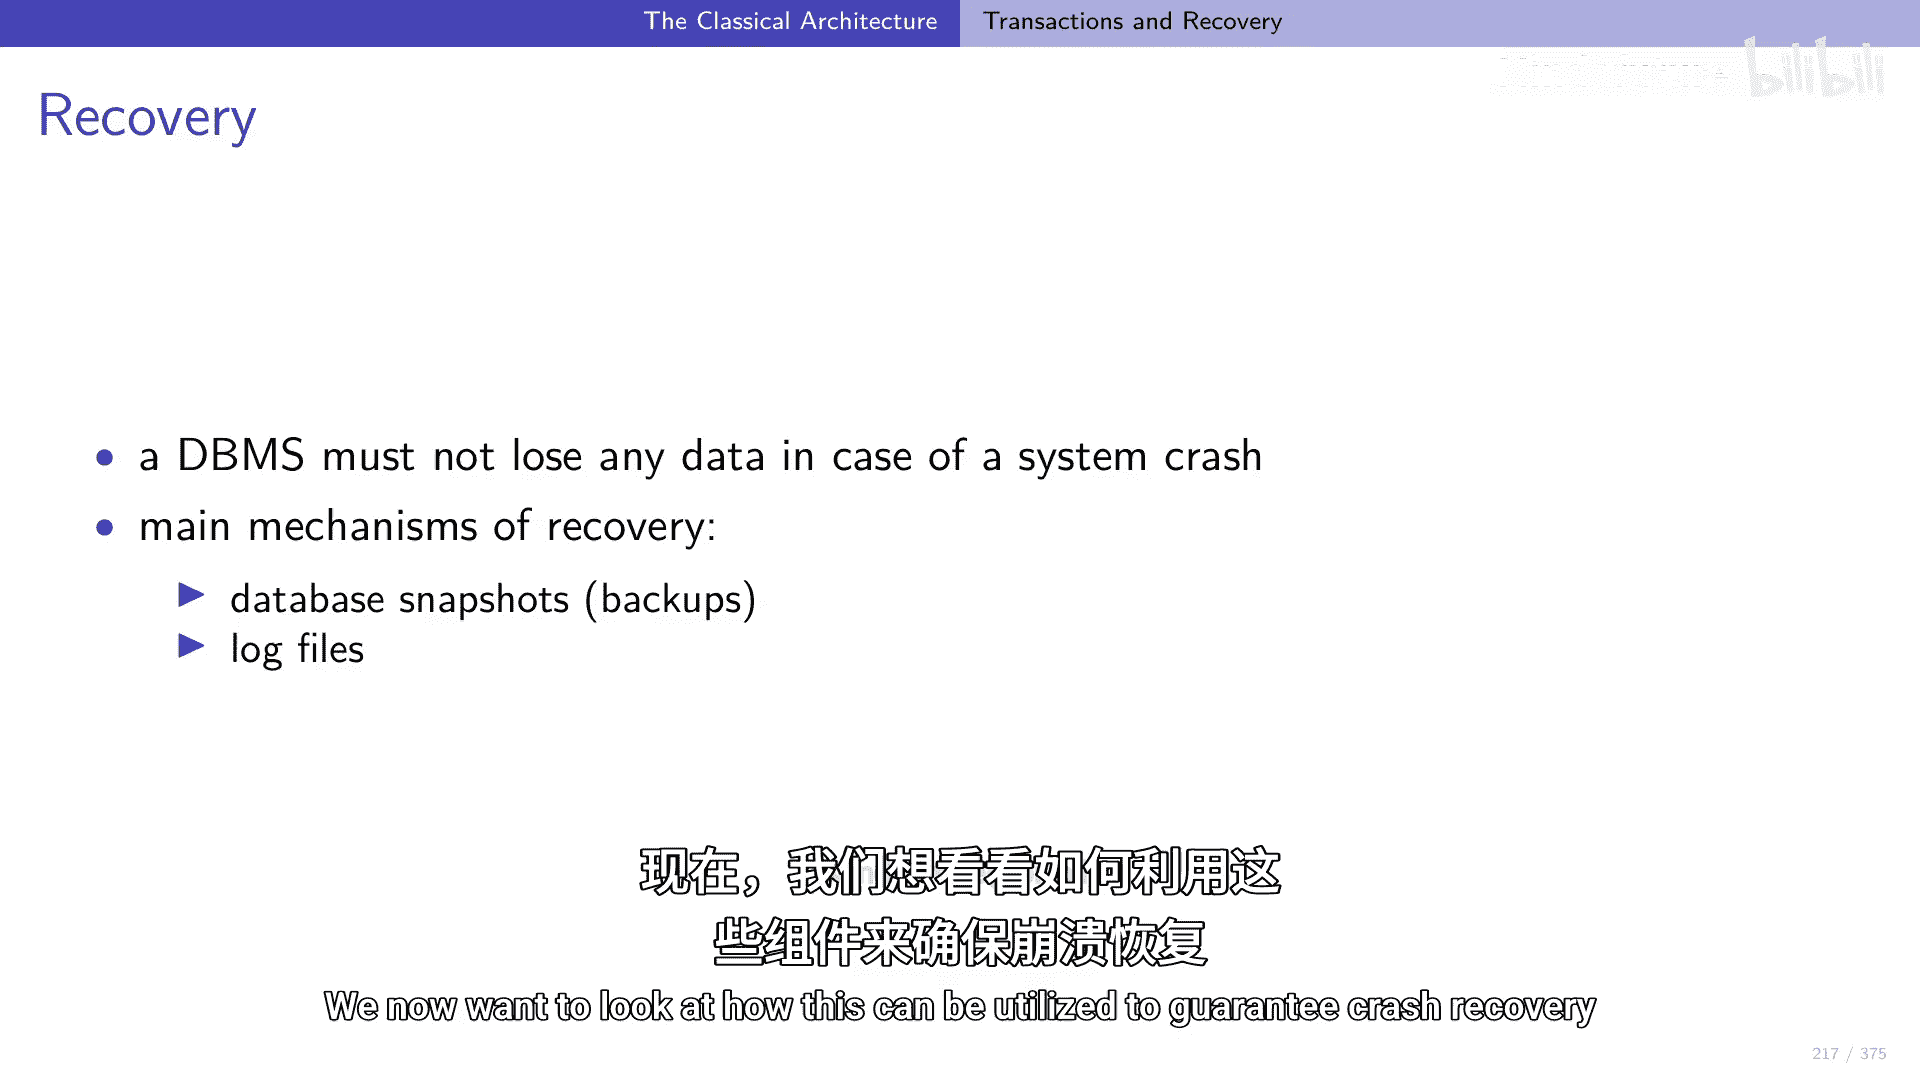 The Classical Architecture
Transactions and Recovery
bilibili
Recovery
a DBMS must not lose any data in case of a system crash
main mechanisms of recovery:
database snapshots (backups)
log files
现在，我们想看看如何利用这
些组件来确保崩溃恢复
We now want to look at how this can be utilized to guarantee crash recovery
217 / 375